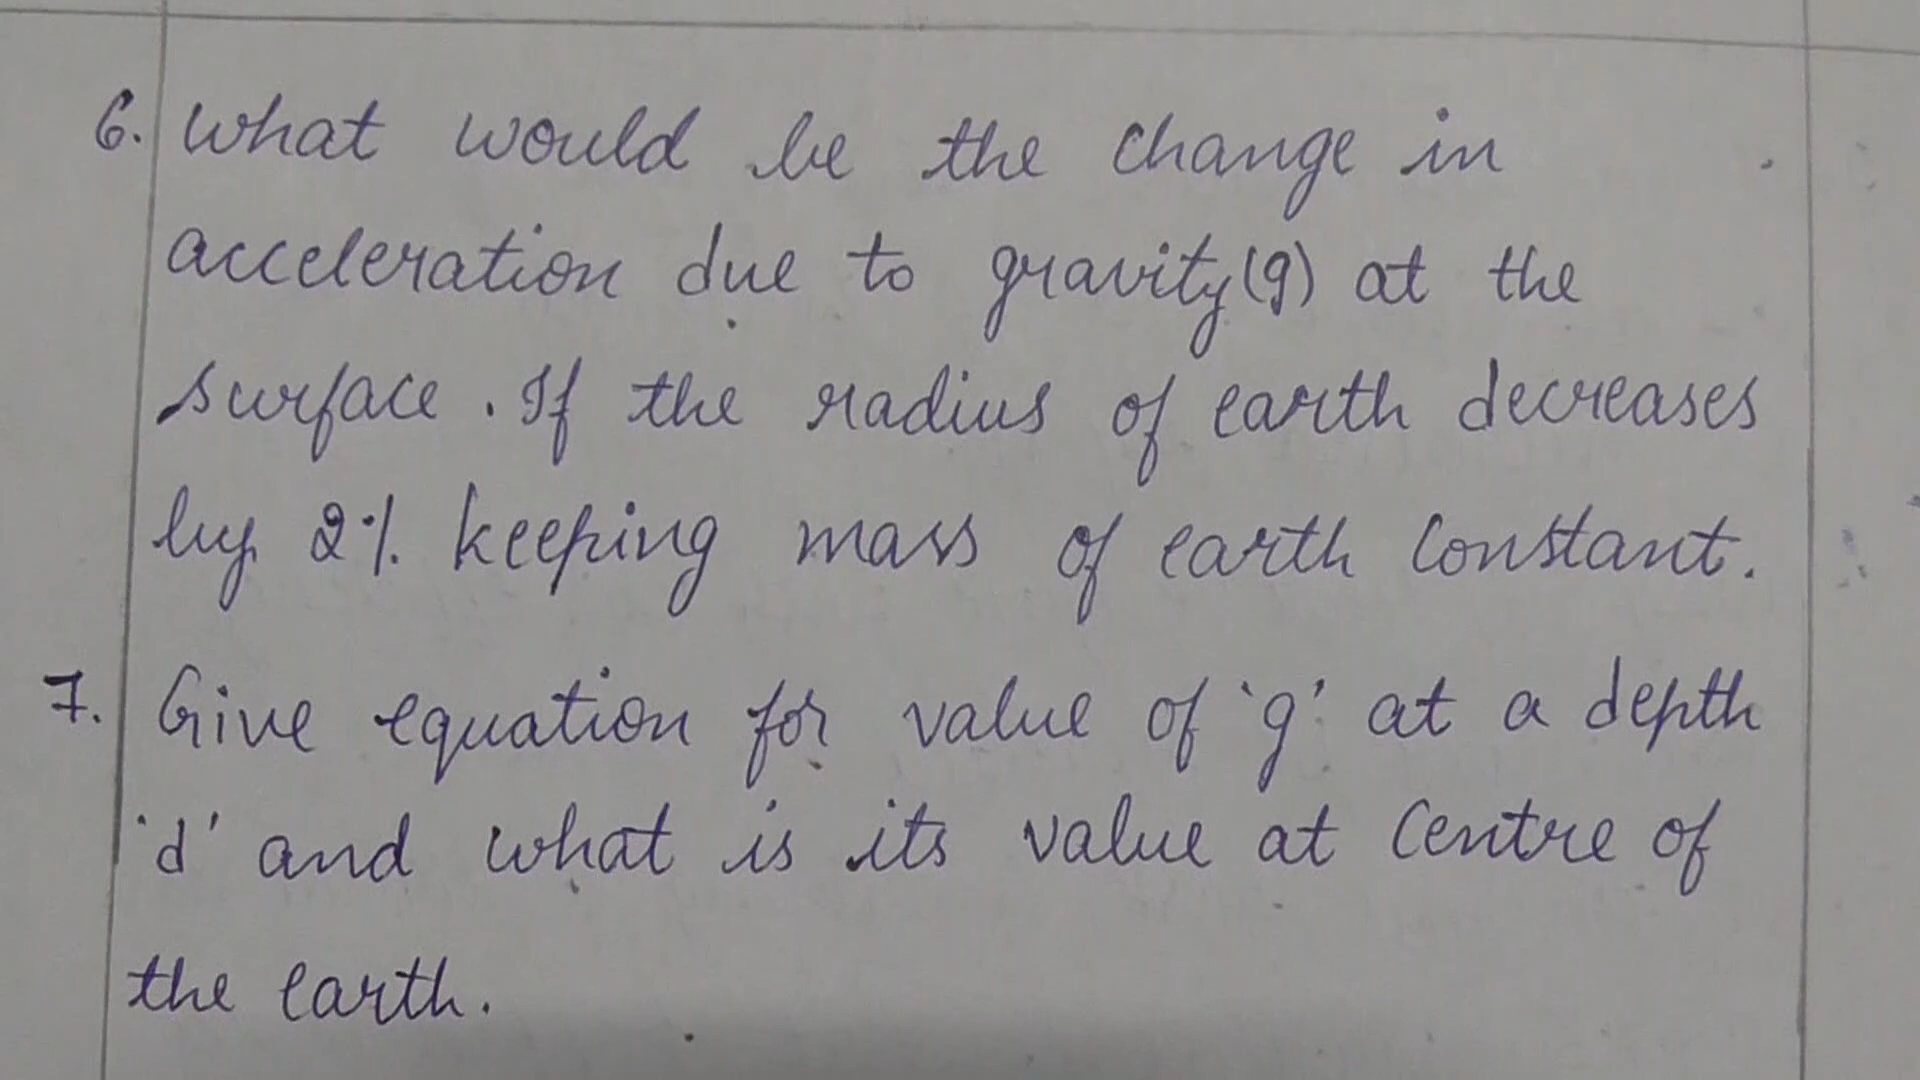 6. What would be the change in
acceleration due to gravity(g) at the
surface. If the radius of earth decreases
by 2% keeping mass of earth Constant.
7. Give equation for value of 'g' at a depth
'd' and what is its value at Centre of
the earth.